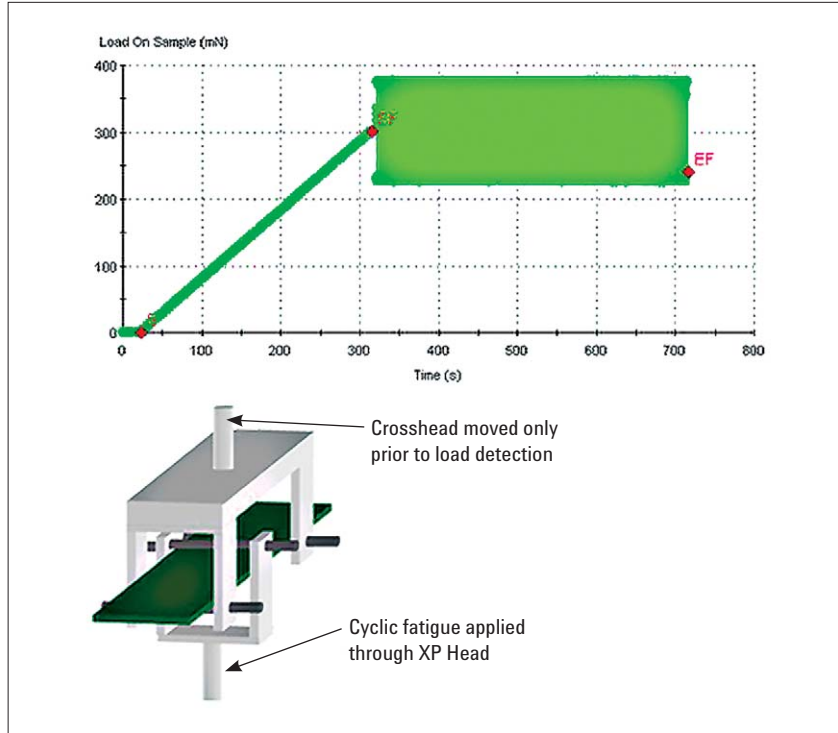 Load On Sample (mN)
400
300
200
100
0
EF
S
0 100 200 300 400 500 600 700 800
Time (s)
Crosshead moved only
prior to load detection
Cyclic fatigue applied
through XP Head